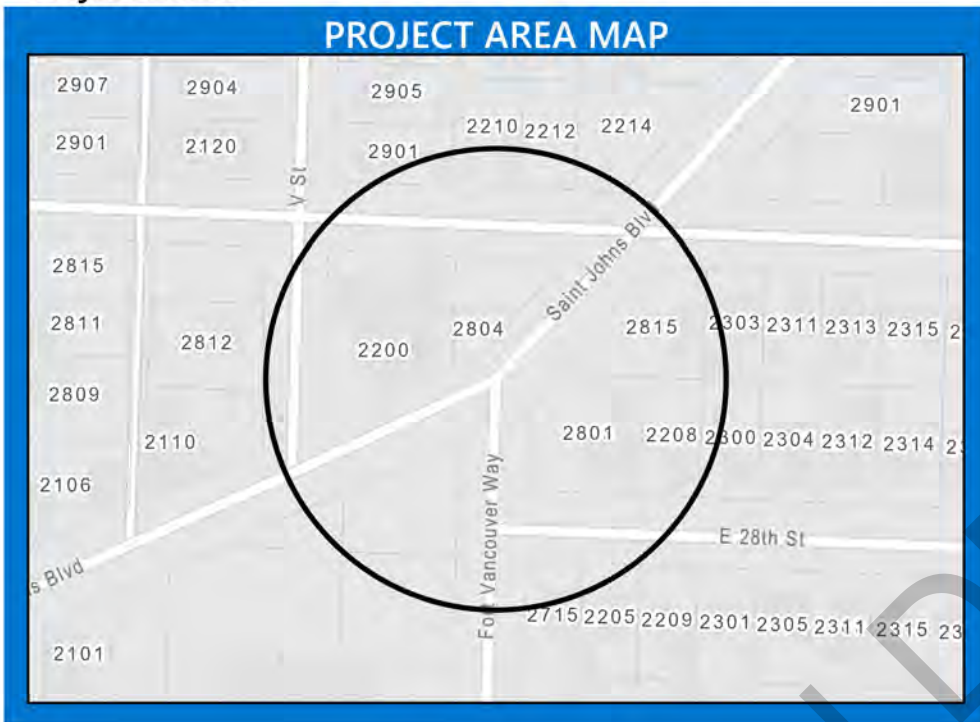 PROJECT AREA MAP
2907 2904 2905 2901
2210 2212 2214
2901 2120 2901
V St
Saint Johns Blvd
2815
2811 2812 2200 2804 2815 2303 2311 2313 2315
2809
2110 2801 2208 2300 2304 2312 2314
2106
Fort Vancouver Way
E 28th St
Blvd
2715 2205 2209 2301 2305 2311 2315
2101